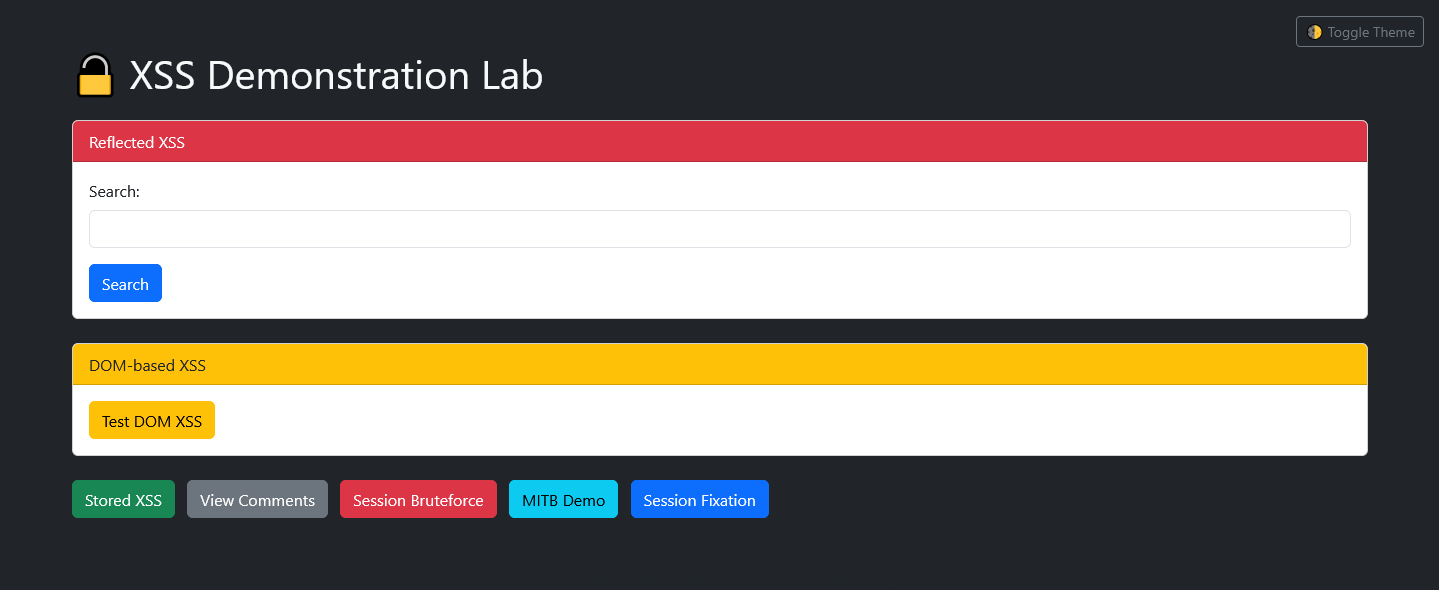 Toggle Theme
XSS Demonstration Lab
Reflected XSS
Search:
Search
DOM-based XSS
Test DOM XSS
Stored XSS View Comments Session Bruteforce MITB Demo Session Fixation